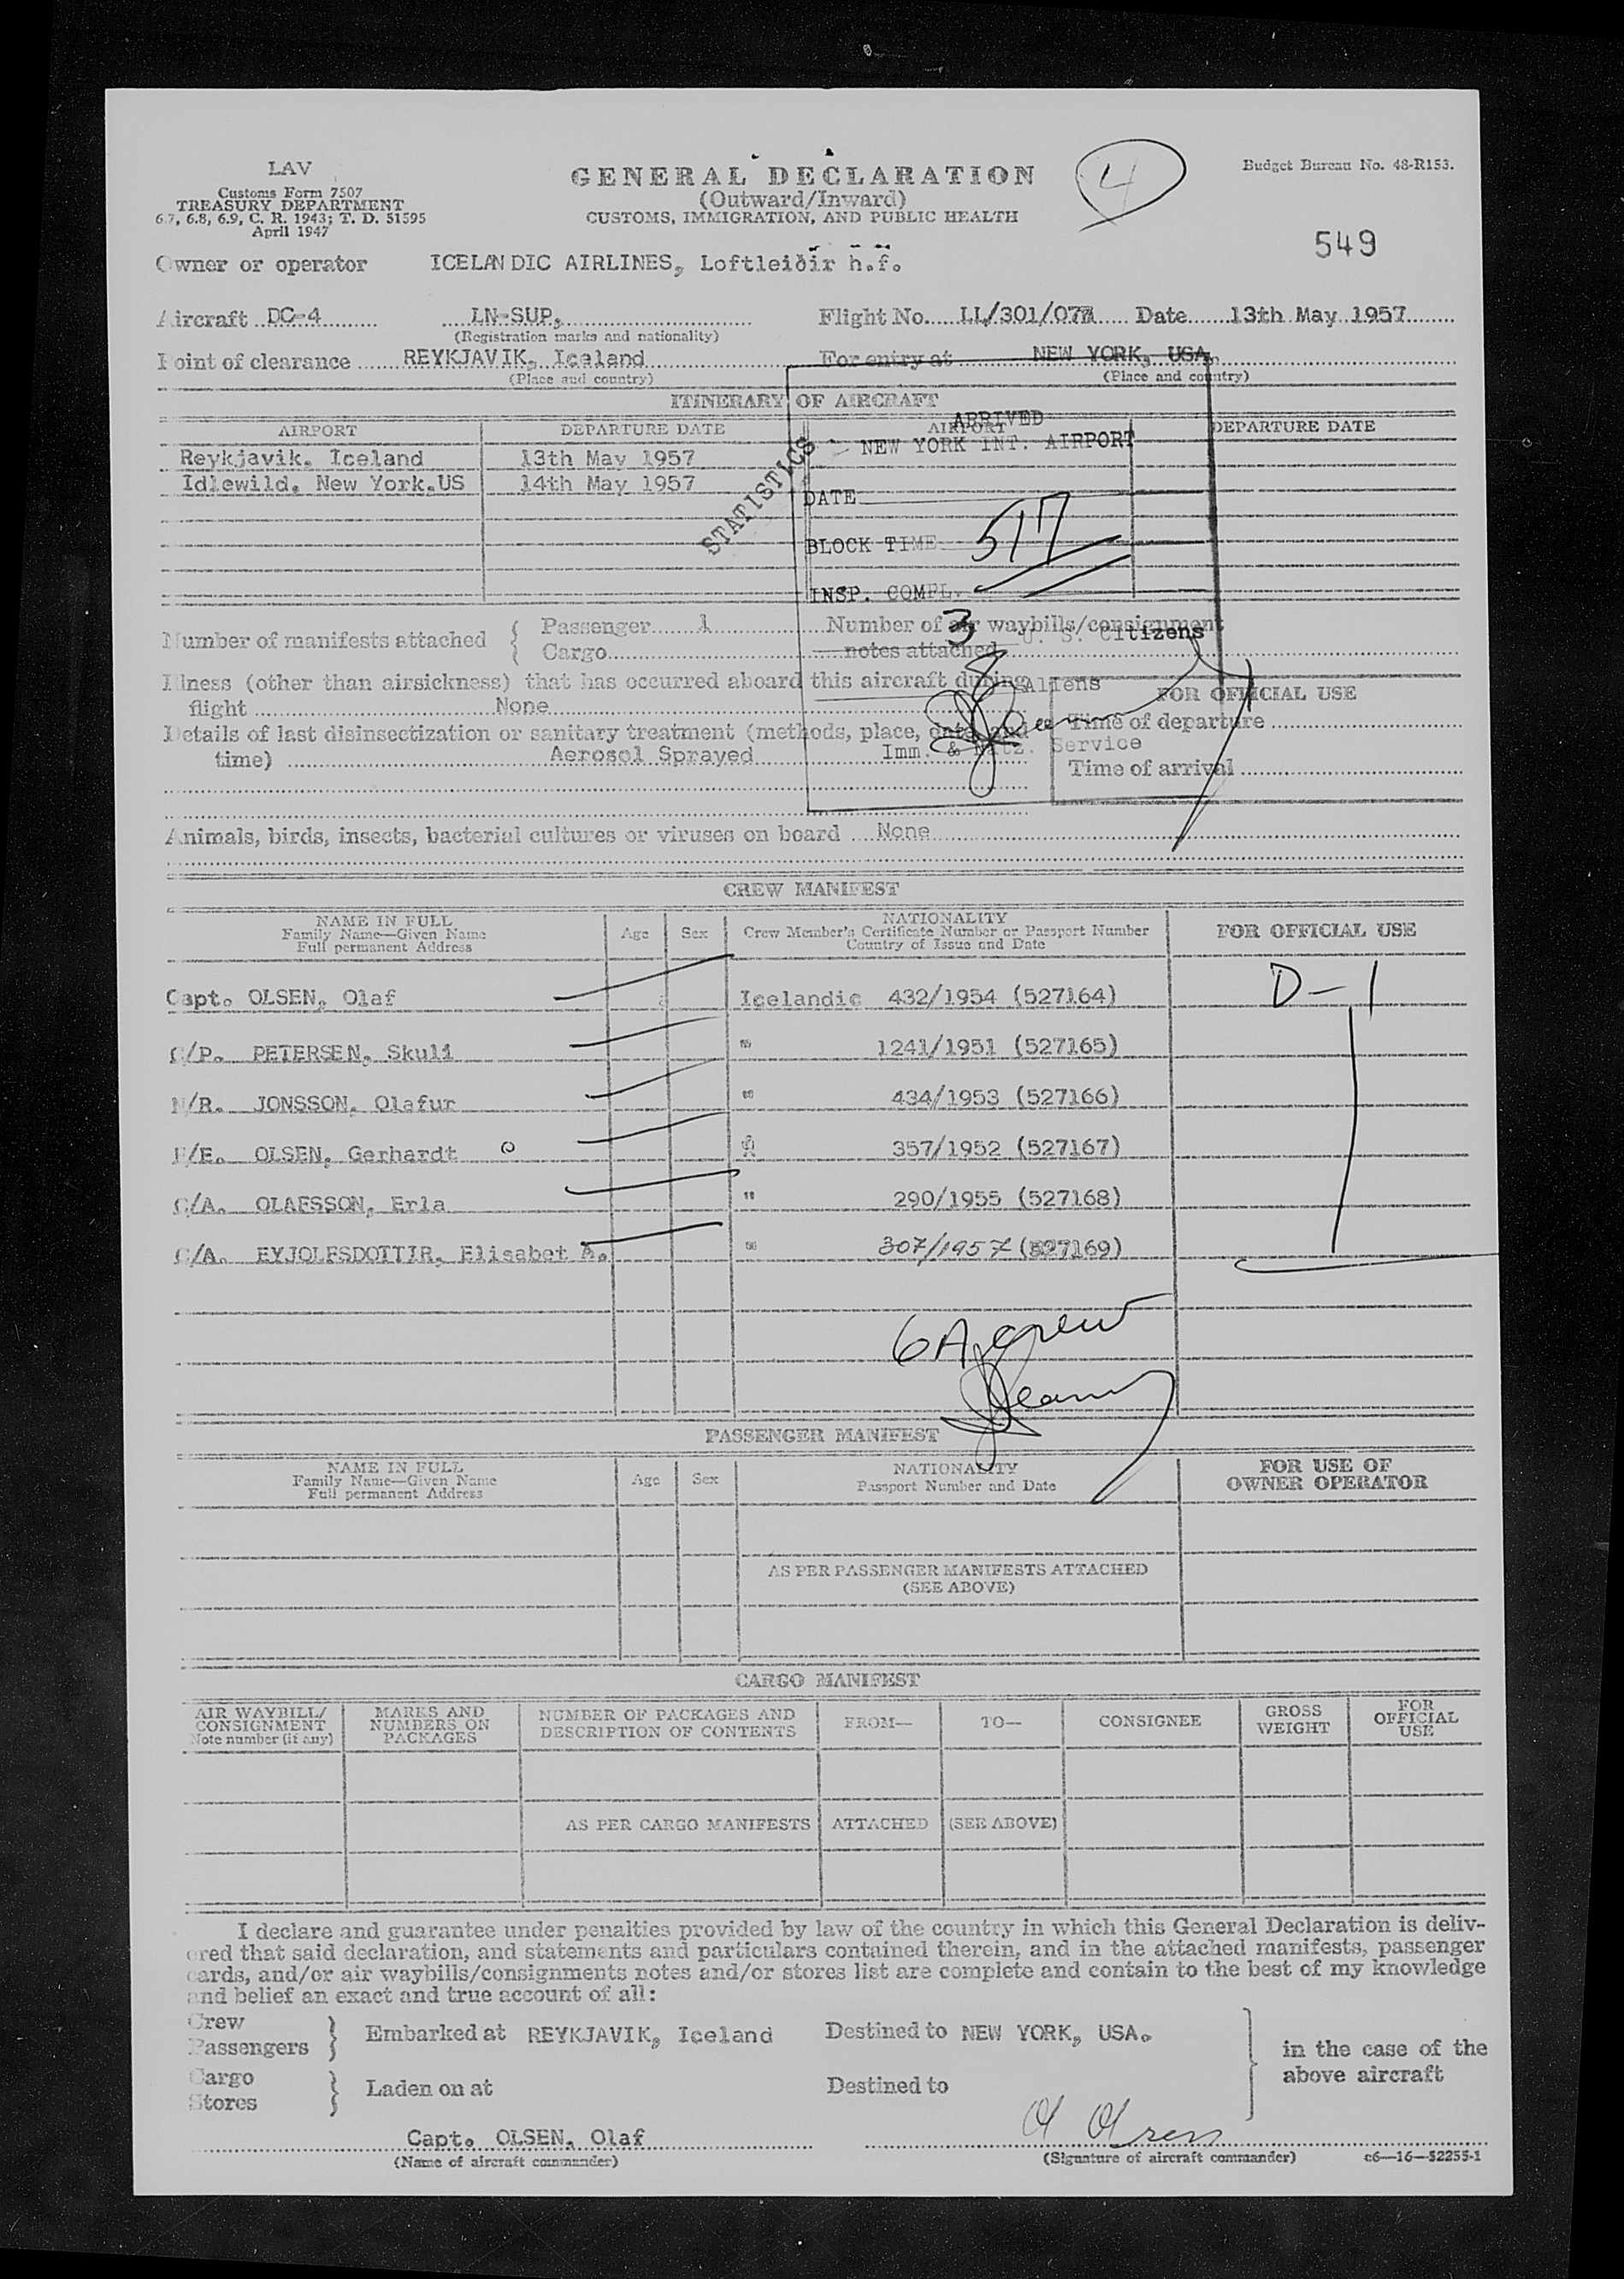 LAV
Customs Form 7507
TREASURY DEPARTMENT
6.7, 6.8, 6.9, C. R. 1943; T. D. 51595
April 1947
GENERAL DECLARATION
(Outward/Inward)
CUSTOMS, IMMIGRATION, AND PUBLIC HEALTH
4
Budget Bureau No. 48-R153.
549
Owner or operator ICELANDIC AIRLINES, Loftleiðir h.f.
Aircraft DC-4 LN-SUP, Flight No. LL/301/077 Date 13th May 1957
(Registration marks and nationality)
Point of clearance REYKJAVIK, Iceland For entry at NEW YORK, USA.
(Place and country) (Place and country)
ITINERARY OF AIRCRAFT
AIRPORT DEPARTURE DATE AIRPORT DEPARTURE DATE
Reykjavik. Iceland 13th May 1957
Idlewild, New York.US 14th May 1957
STATISTICS
ARRIVED
NEW YORK INT. AIRPORT
DATE
BLOCK TIME 517
INSP. COMPL.
3 U. S. Citizens
Aliens
Imm. & Natz. Service
Number of manifests attached { Passenger 1 Number of air waybills/consignment
Cargo notes attached
Illness (other than airsickness) that has occurred aboard this aircraft during
flight None
FOR OFFICIAL USE
Time of departure
Time of arrival
Details of last disinsectization or sanitary treatment (methods, place, date, and
time) Aerosol Sprayed
Animals, birds, insects, bacterial cultures or viruses on board None
CREW MANIFEST
NAME IN FULL
Family Name—Given Name
Full permanent Address
Age Sex
NATIONALITY
Crew Member's Certificate Number or Passport Number
Country of Issue and Date
FOR OFFICIAL USE
Capt. OLSEN, Olaf Icelandic 432/1954 (527164) D-1
C/P. PETERSEN, Skuli " 1241/1951 (527165)
N/R. JONSSON, Olafur " 434/1953 (527166)
F/E. OLSEN, Gerhardt " 357/1952 (527167)
C/A. OLAFSSON, Erla " 290/1955 (527168)
C/A. EYJOLFSDOTTIR, Elisabet A. " 307/1957 (527169)
6 A. crew
PASSENGER MANIFEST
NAME IN FULL
Family Name—Given Name
Full permanent Address
Age Sex
NATIONALITY
Passport Number and Date
FOR USE OF
OWNER OPERATOR
AS PER PASSENGER MANIFESTS ATTACHED
(SEE ABOVE)
CARGO MANIFEST
AIR WAYBILL/
CONSIGNMENT
Note number (if any)
MARKS AND
NUMBERS ON
PACKAGES
NUMBER OF PACKAGES AND
DESCRIPTION OF CONTENTS
FROM— TO— CONSIGNEE
GROSS
WEIGHT
FOR
OFFICIAL
USE
AS PER CARGO MANIFESTS ATTACHED (SEE ABOVE)
I declare and guarantee under penalties provided by law of the country in which this General Declaration is deliv-
ered that said declaration, and statements and particulars contained therein, and in the attached manifests, passenger
cards, and/or air waybills/consignments notes and/or stores list are complete and contain to the best of my knowledge
and belief an exact and true account of all:
Crew
Passengers } Embarked at REYKJAVIK, Iceland Destined to NEW YORK, USA.
in the case of the
above aircraft
Cargo
Stores } Laden on at Destined to
Capt. OLSEN, Olaf O Olsen
(Name of aircraft commander) (Signature of aircraft commander) c6—16—52255-1